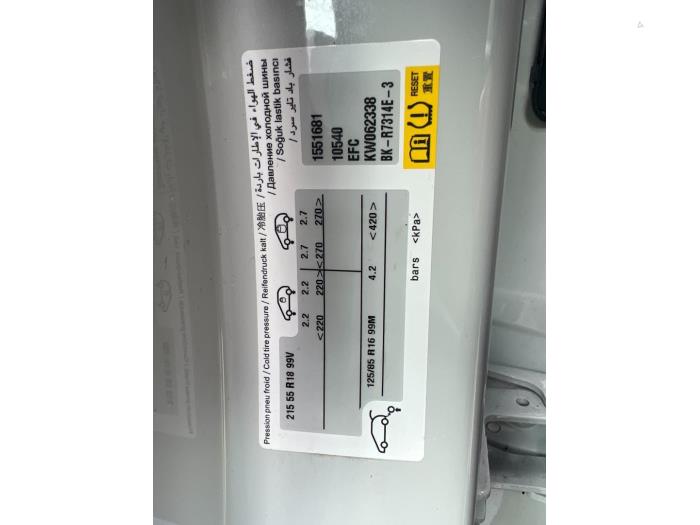 Pression pneu froid / Cold tire pressure / Reifendruck kalt / 冷胎压 / ضغط الهواء في الإطارات باردة
/ Давление холодной шины
/ Soğuk lastik basıncı
/ فشار باد تایر سرد
215 55 R18 99V
2.2 2.2 2.7 2.7
<220 220> <270 270>
125/85 R16 99M 4.2 <420>
bars <kPa>
1551681
10540
EFC
KW062338
BK-R7314E-3
RESET
重置